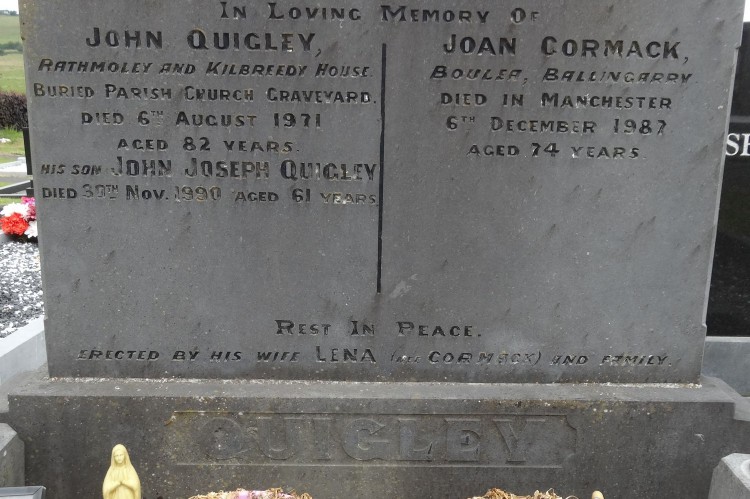 In Loving Memory Of
John Quigley,
Rathmoley and Kilbreedy House.
Buried Parish Church Graveyard.
Died 6th August 1971
Aged 82 Years.
His Son John Joseph Quigley
Died 30th Nov. 1990 Aged 61 Years.
Joan Cormack,
Boulea, Ballingarry
Died in Manchester
6th December 1987
Aged 74 Years.
Rest In Peace.
Erected by his wife Lena (nee Cormack) and family.
QUIGLEY